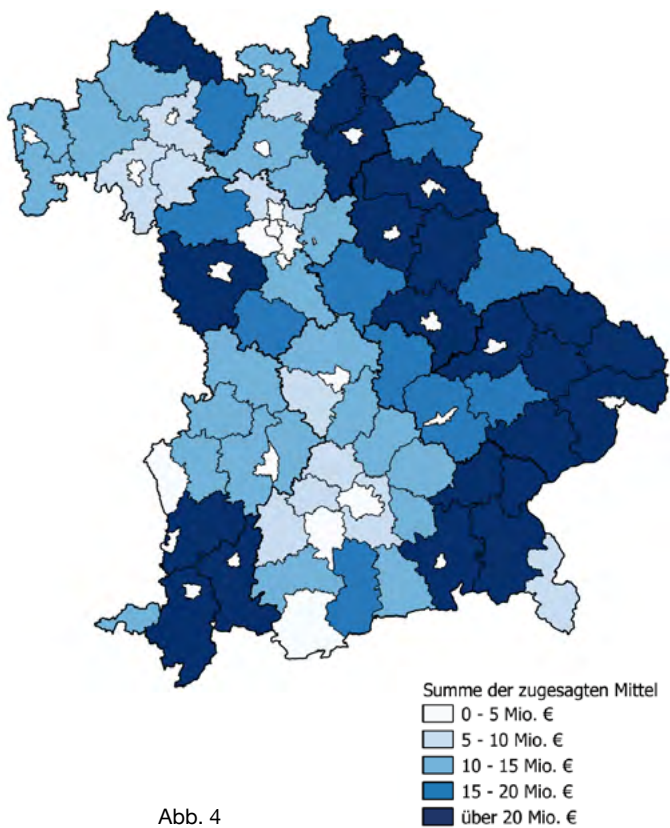 Summe der zugesagten Mittel
0 - 5 Mio. €
5 - 10 Mio. €
10 - 15 Mio. €
15 - 20 Mio. €
über 20 Mio. €
Abb. 4